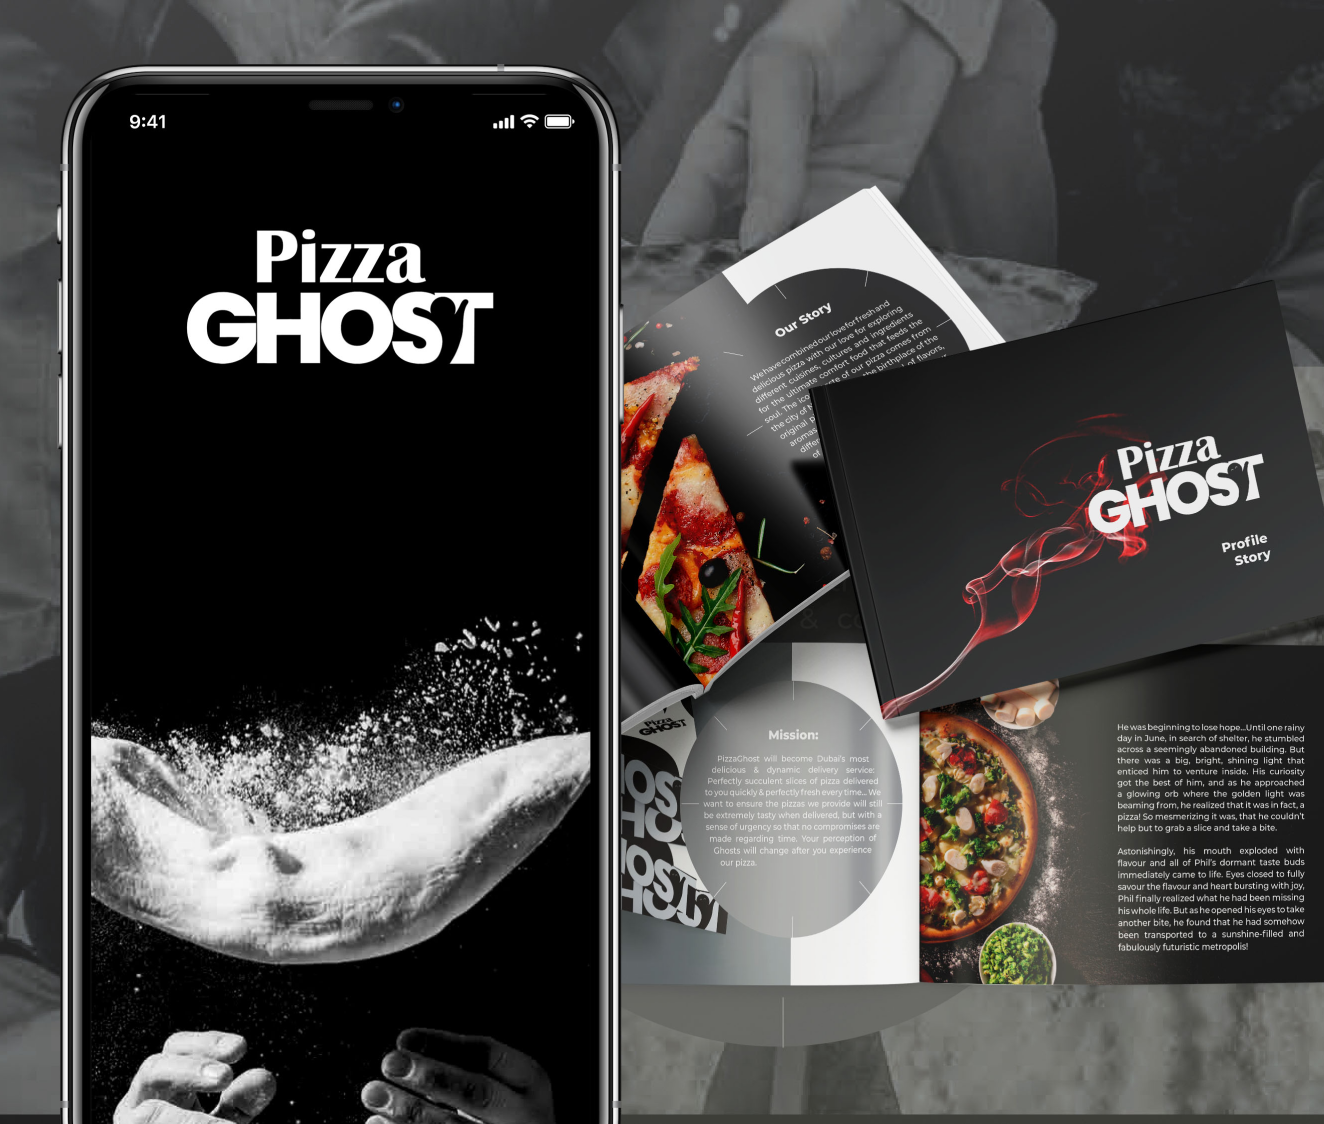 9:41
Pizza
GHOST
Our Story
We have combined our love for fresh and
delicious pizza with our love for exploring
different cuisines, cultures and ingredients
for the ultimate comfort food that feeds the
soul. The ico
te of our pizza comes from
the city of
the birthplace of the
original
of flavors,
aromas
differ
of
Pizza
GHOST
Profile
Story
Pizza
GHOST
Mission:
PizzaGhost will become Dubai's most
delicious & dynamic delivery service:
Perfectly succulent slices of pizza delivered
to you quickly & perfectly fresh every time... We
want to ensure the pizzas we provide will still
be extremely tasty when delivered, but with a
sense of urgency so that no compromises are
made regarding time. Your perception of
Ghosts will change after you experience
our pizza.
He was beginning to lose hope...Until one rainy
day in June, in search of shelter, he stumbled
across a seemingly abandoned building. But
there was a big, bright, shining light that
enticed him to venture inside. His curiosity
got the best of him, and as he approached
a glowing orb where the golden light was
beaming from, he realized that it was in fact, a
pizza! So mesmerizing it was, that he couldn't
help but to grab a slice and take a bite.
Astonishingly, his mouth exploded with
flavour and all of Phil's dormant taste buds
immediately came to life. Eyes closed to fully
savour the flavour and heart bursting with joy,
Phil finally realized what he had been missing
his whole life. But as he opened his eyes to take
another bite, he found that he had somehow
been transported to a sunshine-filled and
fabulously futuristic metropolis!